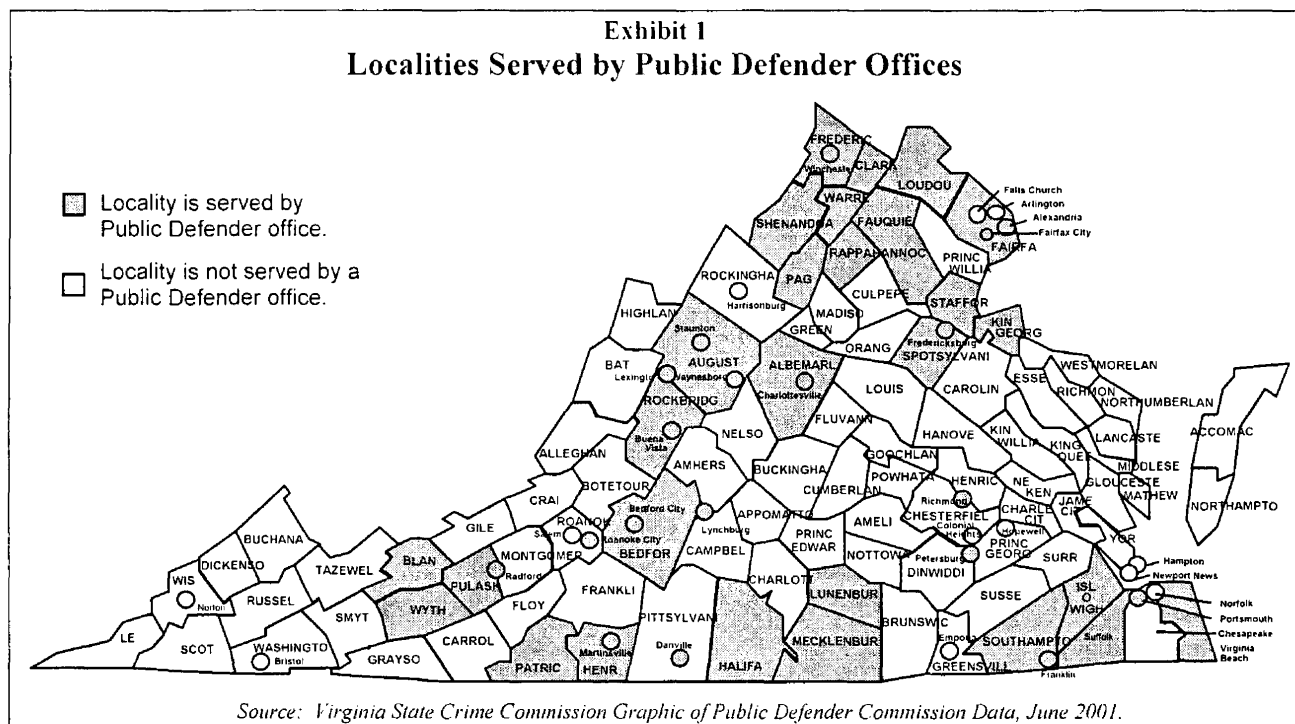 Exhibit 1
Localities Served by Public Defender Offices
Locality is served by
Public Defender office.
Locality is not served by a
Public Defender office.
FREDERIC
Wincheste
CLARK
LOUDOU
Falls Church
Arlington
Alexandria
Fairfax City
FAIRFA
WARRE
FAUQUIE
SHENANDOA
RAPPAHANNOC
PRINC
WILLIA
PAG
ROCKINGHA
Harrisonburg
CULPEPE
STAFFOR
MADISO
GREEN
KIN
GEORG
HIGHLAN
Staunton
AUGUST
ORANG
Fredericksburg
SPOTSYLVANI
ALBEMARL
Charlottesville
WESTMORELAN
BAT
Lexington
Waynesboro
LOUIS
CAROLIN
ESSE
RICHMON
NORTHUMBERLAN
ROCKBRIDG
FLUVANN
NELSO
HANOVE
KIN
WILLIA
KING
QUEE
LANCASTE
ACCOMAC
Buena
Vista
ALLEGHAN
AMHERS
BUCKINGHA
GOOCHLAN
POWHATA
HENRIC
MIDDLESE
GLOUCESTE
MATHEW
BOTETOUR
CUMBERLAN
Richmond
NE
KEN
JAME
CIT
NORTHAMPTO
CRAI
APPOMATTO
AMELI
CHESTERFIEL
CHARLE
CIT
GILE
ROANOK
Salem
Roanoke City
Bedford City
BEDFOR
Lynchburg
PRINC
EDWAR
Colonial
Heights
Hopewell
PRINC
GEORG
YOR
BUCHANA
MONTGOMER
CAMPBEL
NOTTOWA
Petersburg
DINWIDDI
SURR
Hampton
Newport News
DICKENSO
TAZEWEL
BLAN
PULASK
Radford
CHARLOTT
LUNENBUR
ISL
WIGH
WIS
Norton
RUSSEL
WYTH
FLOY
FRANKLI
PITTSYLVANI
SUSSE
Norfolk
Portsmouth
Chesapeake
Virginia
Beach
SMYT
CARROL
MECKLENBUR
BRUNSWIC
Emporia
GREENSVILL
SOUTHAMPTO
Suffolk
LE
SCOT
WASHINGTO
Bristol
GRAYSO
PATRIC
Martinsville
HENR
Danville
HALIFA
Franklin
Source: Virginia State Crime Commission Graphic of Public Defender Commission Data, June 2001.